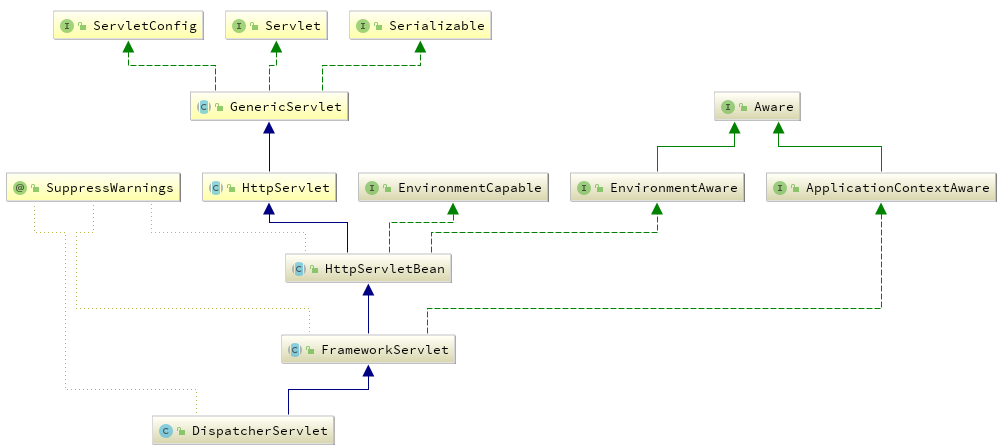 I ServletConfig
I Servlet
I Serializable
C GenericServlet
I Aware
@ SuppressWarnings
C HttpServlet
I EnvironmentCapable
I EnvironmentAware
I ApplicationContextAware
C HttpServletBean
C FrameworkServlet
C DispatcherServlet